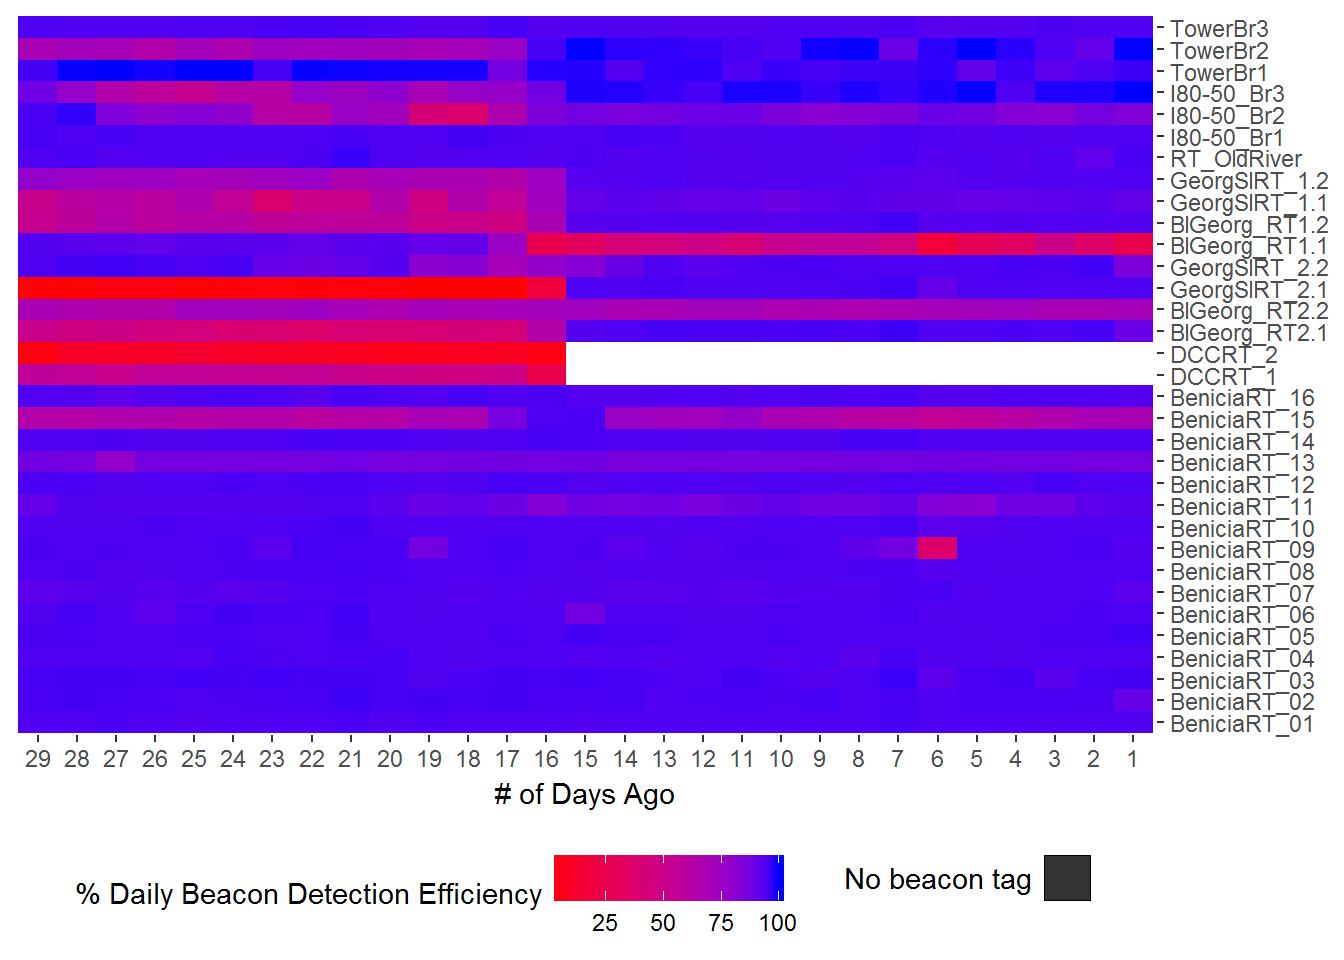 TowerBr3
TowerBr2
TowerBr1
I80-50_Br3
I80-50_Br2
I80-50_Br1
RT_OldRiver
GeorgSlRT_1.2
GeorgSlRT_1.1
BlGeorg_RT1.2
BlGeorg_RT1.1
GeorgSlRT_2.2
GeorgSlRT_2.1
BlGeorg_RT2.2
BlGeorg_RT2.1
DCCRT_2
DCCRT_1
BeniciaRT_16
BeniciaRT_15
BeniciaRT_14
BeniciaRT_13
BeniciaRT_12
BeniciaRT_11
BeniciaRT_10
BeniciaRT_09
BeniciaRT_08
BeniciaRT_07
BeniciaRT_06
BeniciaRT_05
BeniciaRT_04
BeniciaRT_03
BeniciaRT_02
BeniciaRT_01
29 28 27 26 25 24 23 22 21 20 19 18 17 16 15 14 13 12 11 10 9 8 7 6 5 4 3 2 1
# of Days Ago
% Daily Beacon Detection Efficiency
25 50 75 100
No beacon tag